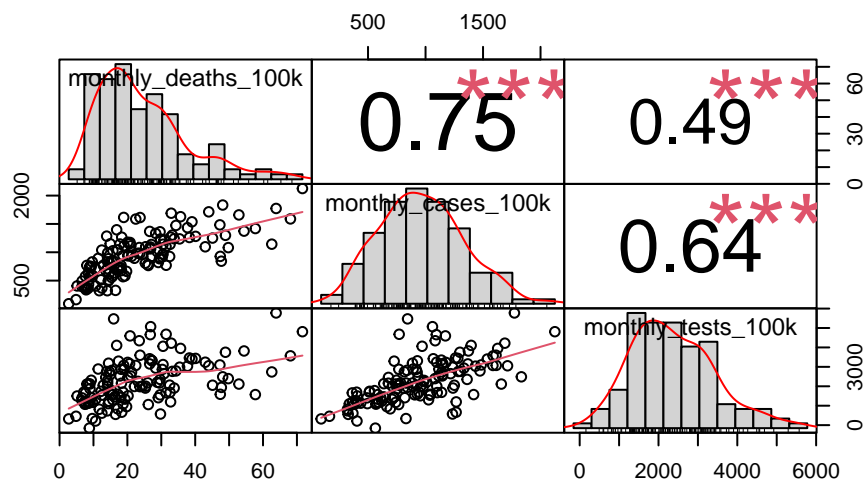 500 1500
monthly_deaths_100k
0.75
***
0.49
***
0 30 60
500 2000
monthly_cases_100k
0.64
***
monthly_tests_100k
0 3000
0 20 40 60
0 2000 4000 6000